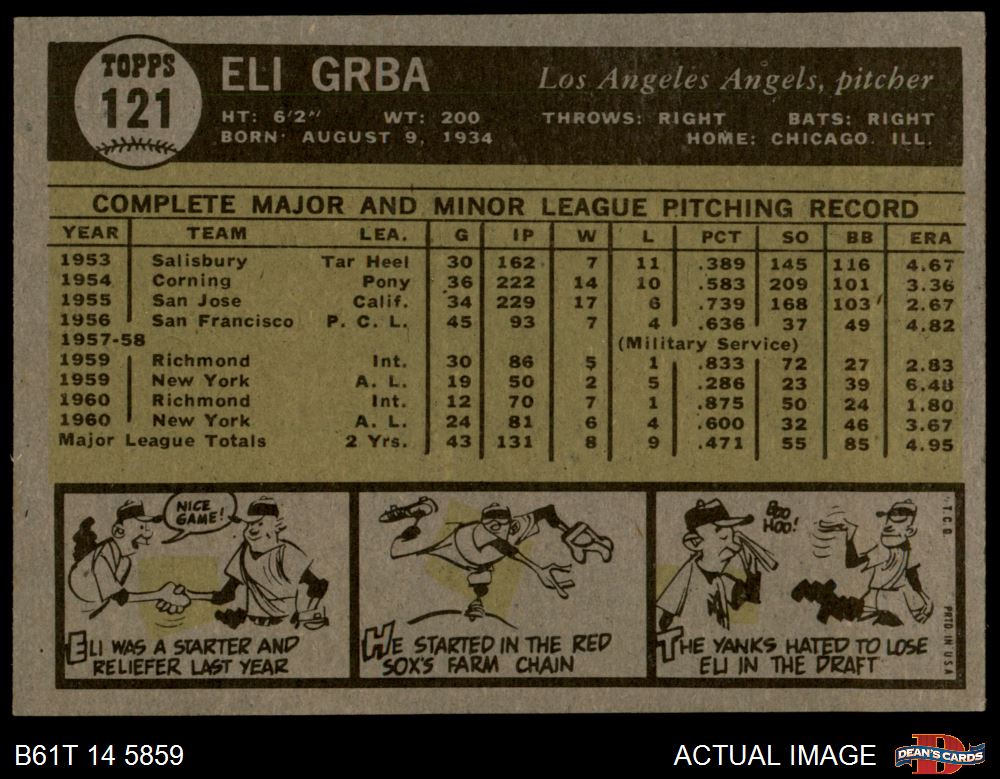 TOPPS
121
ELI GRBA
Los Angeles Angels, pitcher
HT: 6'2" WT: 200 THROWS: RIGHT BATS: RIGHT
BORN: AUGUST 9, 1934 HOME: CHICAGO, ILL.
COMPLETE MAJOR AND MINOR LEAGUE PITCHING RECORD
YEAR TEAM LEA. G IP W L PCT SO BB ERA
1953 Salisbury Tar Heel 30 162 7 11 .389 145 116 4.67
1954 Corning Pony 36 222 14 10 .583 209 101 3.36
1955 San Jose Calif. 34 229 17 6 .739 168 103 2.67
1956 San Francisco P. C. L. 45 93 7 4 .636 37 49 4.82
1957-58 (Military Service)
1959 Richmond Int. 30 86 5 1 .833 72 27 2.83
1959 New York A. L. 19 50 2 5 .286 23 39 6.48
1960 Richmond Int. 12 70 7 1 .875 50 24 1.80
1960 New York A. L. 24 81 6 4 .600 32 46 3.67
Major League Totals 2 Yrs. 43 131 8 9 .471 55 85 4.95
NICE
GAME!
ELI WAS A STARTER AND
RELIEFER LAST YEAR
HE STARTED IN THE RED
SOX'S FARM CHAIN
BOO
HOO!
THE YANKS HATED TO LOSE
ELI IN THE DRAFT
T.C.G.
PRTD. IN U.S.A.
B61T 14 5859
ACTUAL IMAGE
DEAN'S CARDS